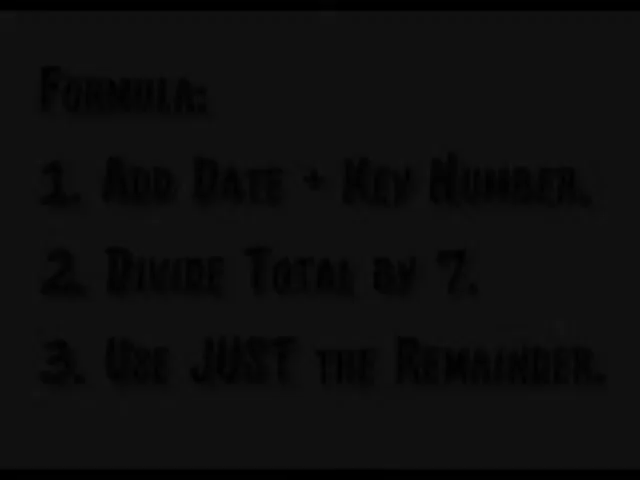 Formula:
1. Add Date + Key Number.
2. Divide Total by 7.
3. Use JUST the Remainder.